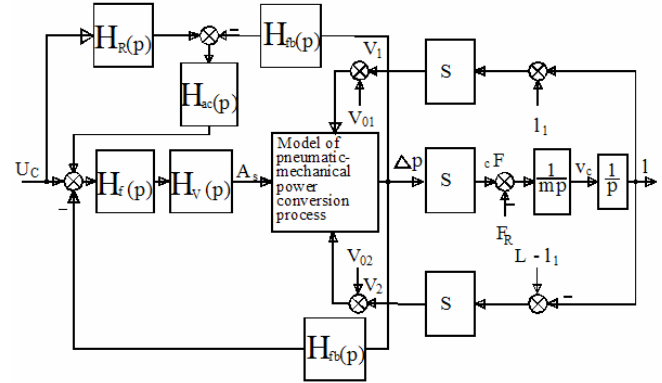 H_R(p)
H_fb(p)
H_ac(p)
V_1
S
V_01
l_1
U_C
H_f(p)
H_V(p)
A_s
Model of
pneumatic-
mechanical
power
conversion
process
Δp
S
c F
1/mp
v_c
1/p
l
F_R
V_02
V_2
S
L - l_1
H_fb(p)